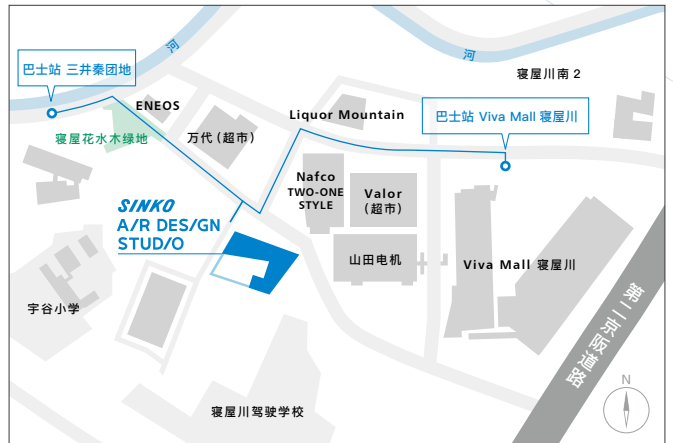 河
河
寝屋川南 2
巴士站 三井秦团地
ENEOS
Liquor Mountain
巴士站 Viva Mall 寝屋川
寝屋花水木绿地
万代（超市）
Nafco
TWO-ONE
STYLE
Valor
（超市）
SINKO
A/R DES/GN
STUD/O
山田电机
Viva Mall 寝屋川
第二京阪道路
宇谷小学
寝屋川驾驶学校
N